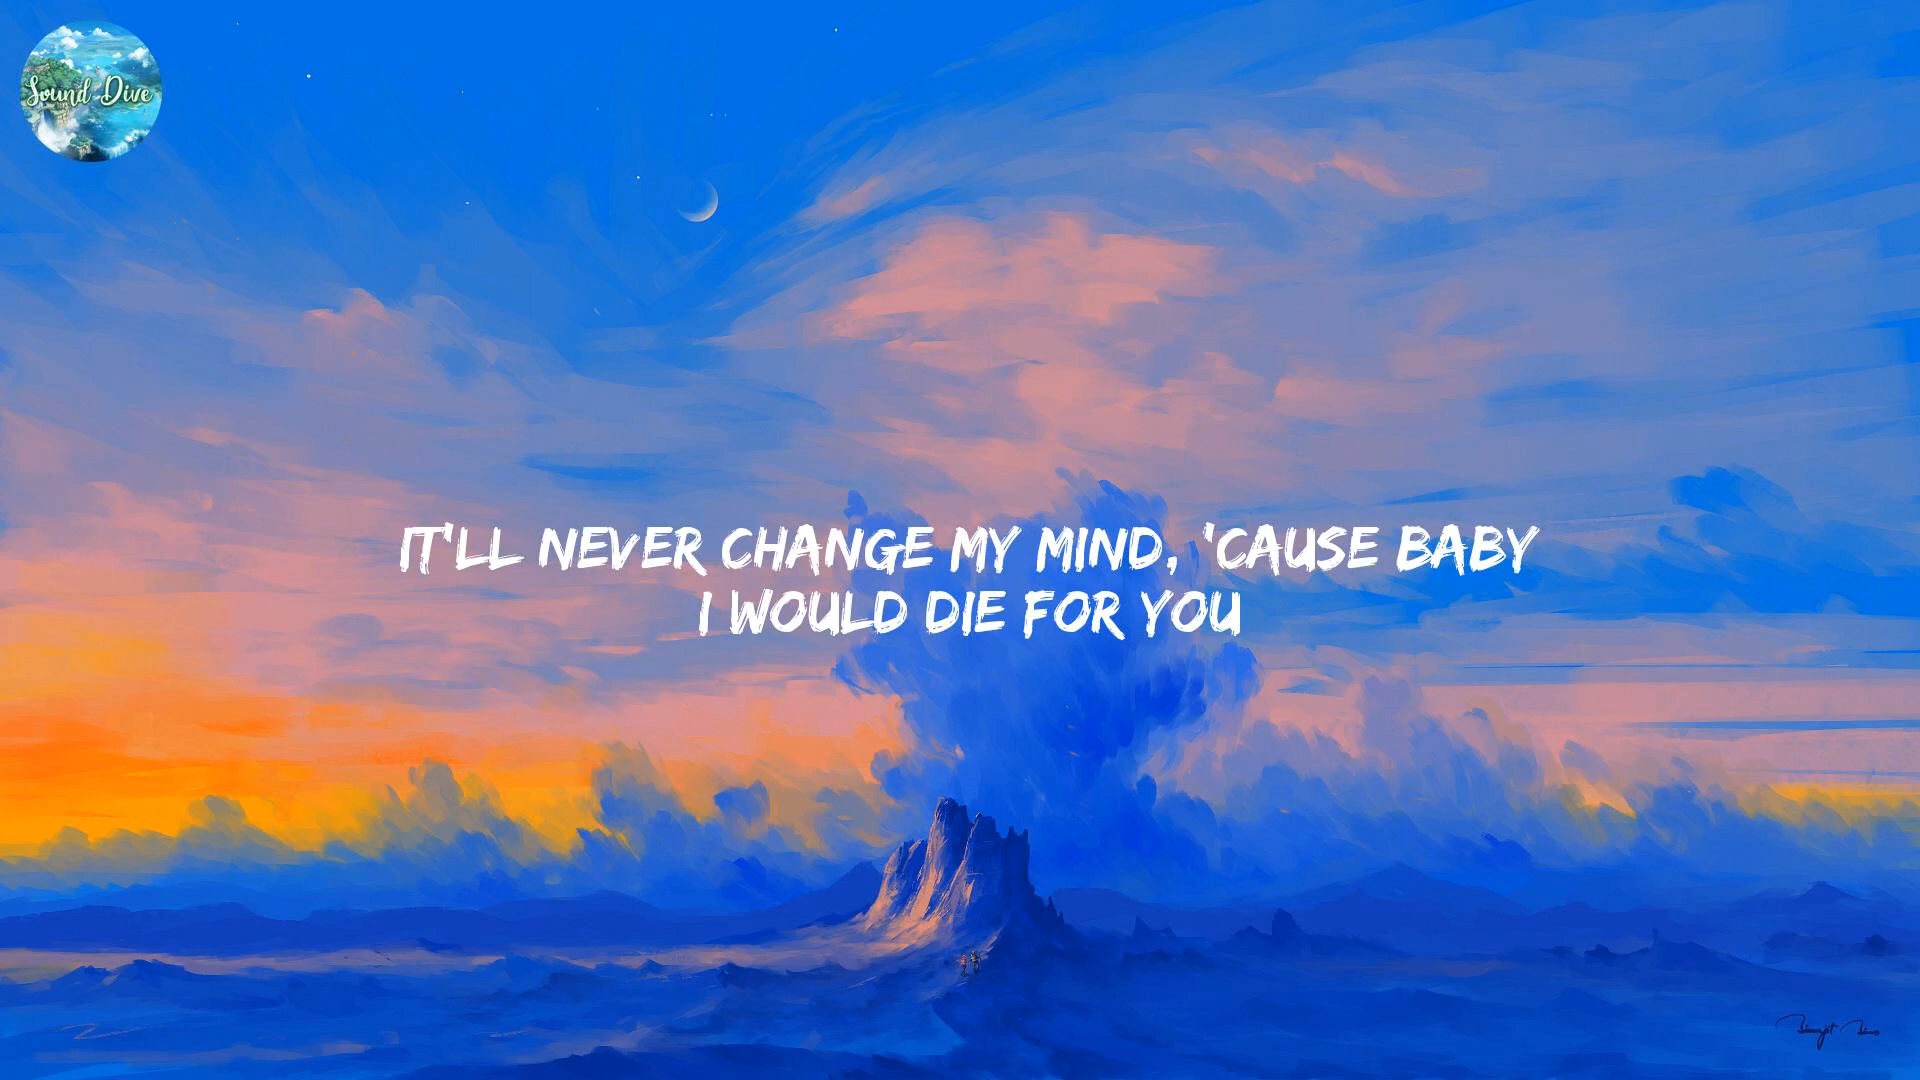 Sound Dive
IT'LL NEVER CHANGE MY MIND, 'CAUSE BABY
I WOULD DIE FOR YOU